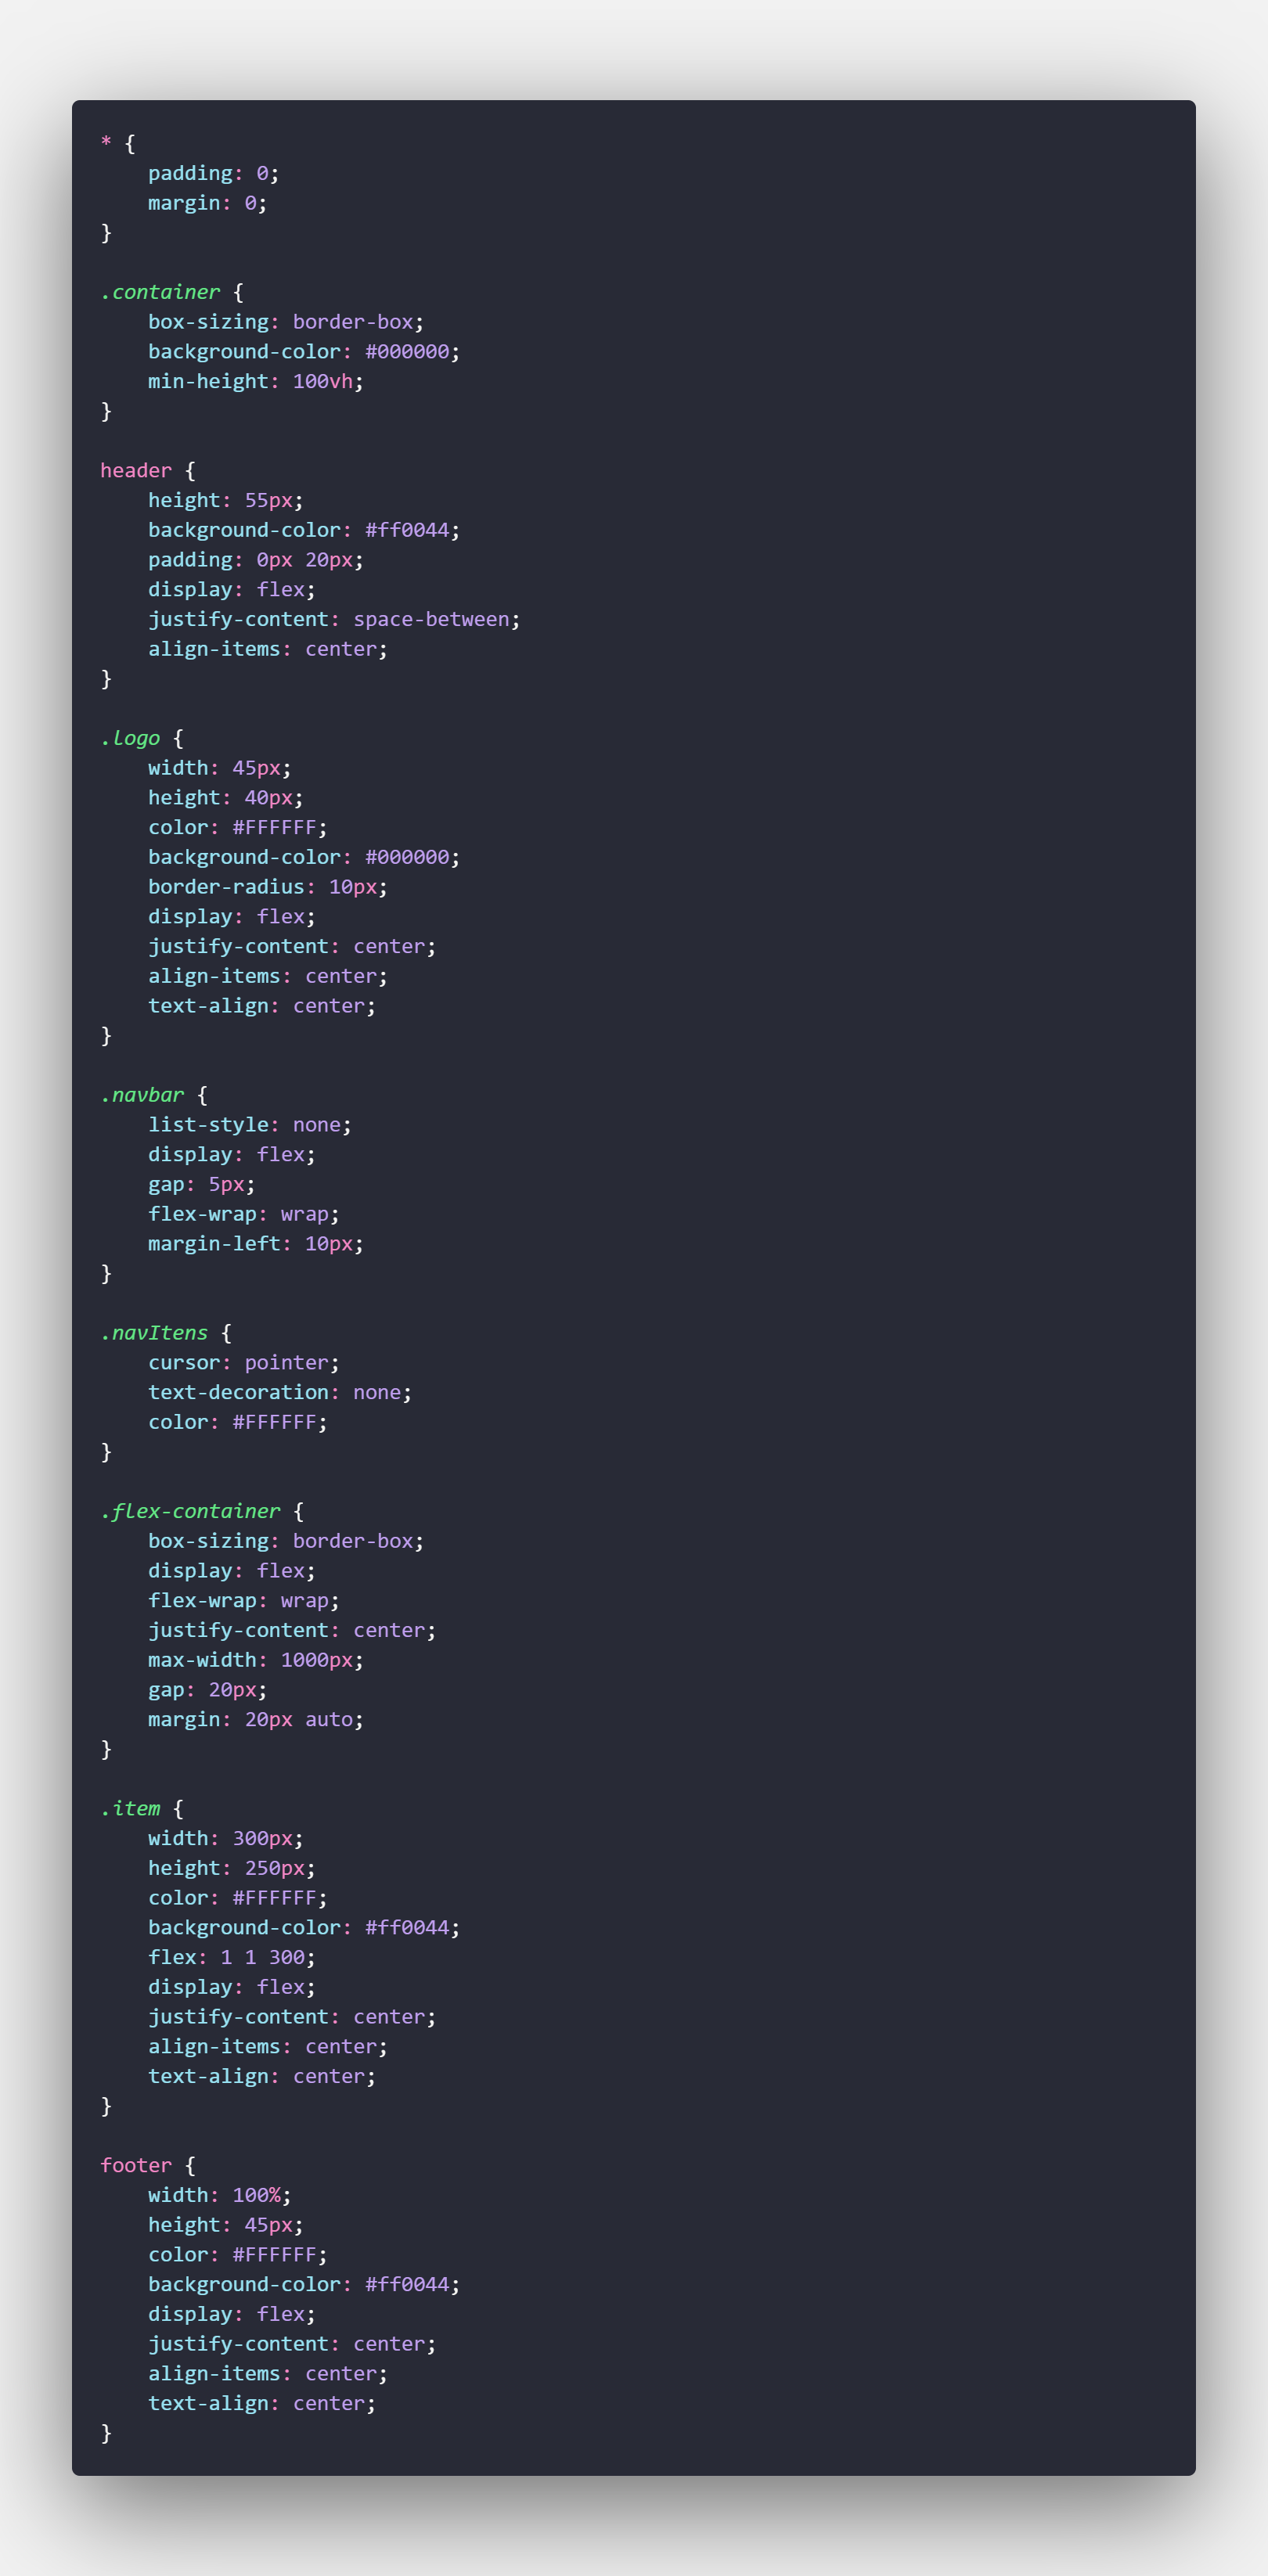 * {
    padding: 0;
    margin: 0;
}

.container {
    box-sizing: border-box;
    background-color: #000000;
    min-height: 100vh;
}

header {
    height: 55px;
    background-color: #ff0044;
    padding: 0px 20px;
    display: flex;
    justify-content: space-between;
    align-items: center;
}

.logo {
    width: 45px;
    height: 40px;
    color: #FFFFFF;
    background-color: #000000;
    border-radius: 10px;
    display: flex;
    justify-content: center;
    align-items: center;
    text-align: center;
}

.navbar {
    list-style: none;
    display: flex;
    gap: 5px;
    flex-wrap: wrap;
    margin-left: 10px;
}

.navItens {
    cursor: pointer;
    text-decoration: none;
    color: #FFFFFF;
}

.flex-container {
    box-sizing: border-box;
    display: flex;
    flex-wrap: wrap;
    justify-content: center;
    max-width: 1000px;
    gap: 20px;
    margin: 20px auto;
}

.item {
    width: 300px;
    height: 250px;
    color: #FFFFFF;
    background-color: #ff0044;
    flex: 1 1 300;
    display: flex;
    justify-content: center;
    align-items: center;
    text-align: center;
}

footer {
    width: 100%;
    height: 45px;
    color: #FFFFFF;
    background-color: #ff0044;
    display: flex;
    justify-content: center;
    align-items: center;
    text-align: center;
}